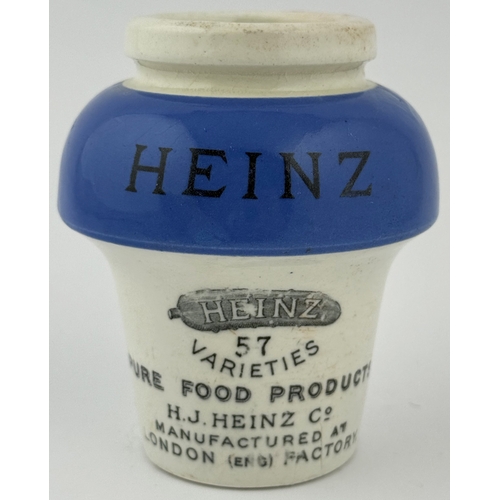 HEINZ
HEINZ
57
VARIETIES
PURE FOOD PRODUCTS
H.J. HEINZ Co
MANUFACTURED AT
LONDON (ENG) FACTORY